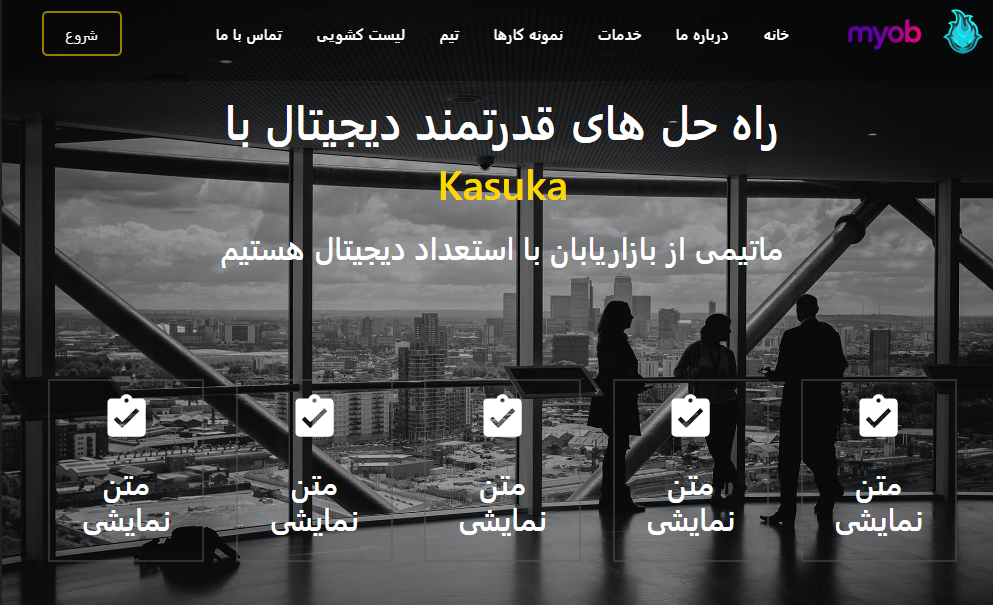 myob
خانه
درباره ما
خدمات
نمونه کارها
تیم
لیست کشویی
تماس با ما
شروع
راه حل های قدرتمند دیجیتال با
Kasuka
ماتیمی از بازاریابان با استعداد دیجیتال هستیم
متن
نمایشی
متن
نمایشی
متن
نمایشی
متن
نمایشی
متن
نمایشی